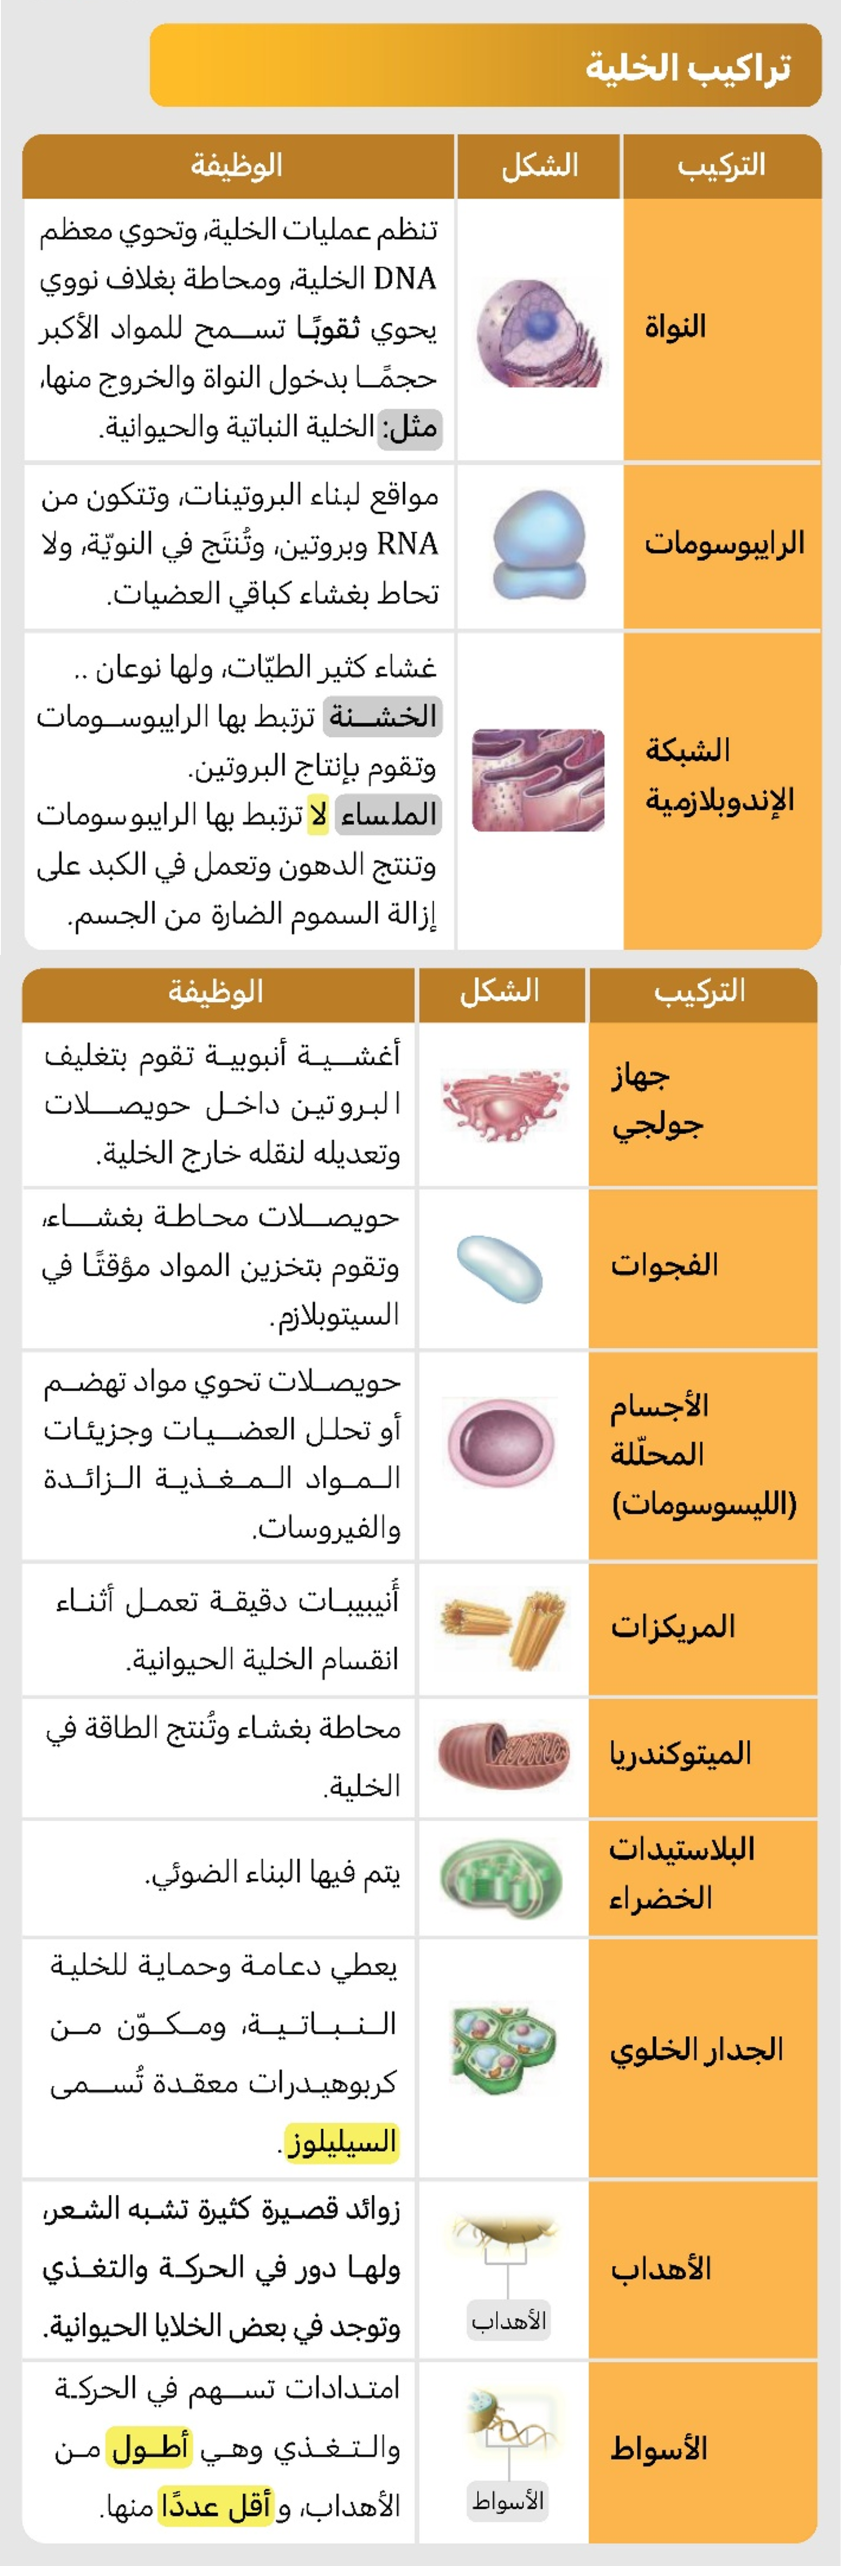 تراكيب الخلية
التركيب
الشكل
الوظيفة
النواة
تنظم عمليات الخلية، وتحوي معظم
DNA الخلية، ومحاطة بغلاف نووي
يحوي ثقوبًا تسمح للمواد الأكبر
حجمًا بدخول النواة والخروج منها،
مثل: الخلية النباتية والحيوانية.
الرايبوسومات
مواقع لبناء البروتينات، وتتكون من
RNA وبروتين، وتُنتَج في النويّة، ولا
تحاط بغشاء كباقي العضيات.
الشبكة
الإندوبلازمية
غشاء كثير الطيّات، ولها نوعان ..
الخشنة ترتبط بها الرايبوسومات
وتقوم بإنتاج البروتين.
الملساء لا ترتبط بها الرايبوسومات
وتنتج الدهون وتعمل في الكبد على
إزالة السموم الضارة من الجسم.
التركيب
الشكل
الوظيفة
جهاز
جولجي
أغشية أنبوبية تقوم بتغليف
البروتين داخل حويصلات
وتعديله لنقله خارج الخلية.
الفجوات
حويصلات محاطة بغشاء،
وتقوم بتخزين المواد مؤقتًا في
السيتوبلازم.
الأجسام
المحلّلة
(الليسوسومات)
حويصلات تحوي مواد تهضم
أو تحلل العضيات وجزيئات
المواد المغذية الزائدة
والفيروسات.
المريكزات
أُنيبيبات دقيقة تعمل أثناء
انقسام الخلية الحيوانية.
الميتوكندريا
محاطة بغشاء وتُنتج الطاقة في
الخلية.
البلاستيدات
الخضراء
يتم فيها البناء الضوئي.
الجدار الخلوي
يعطي دعامة وحماية للخلية
النباتية، ومكوّن من
كربوهيدرات معقدة تُسمى
السيليلوز.
الأهداب
الأهداب
زوائد قصيرة كثيرة تشبه الشعر،
ولها دور في الحركة والتغذي
وتوجد في بعض الخلايا الحيوانية.
الأسواط
الأسواط
امتدادات تسهم في الحركة
والتغذي وهي أطول من
الأهداب، و أقل عددًا منها.